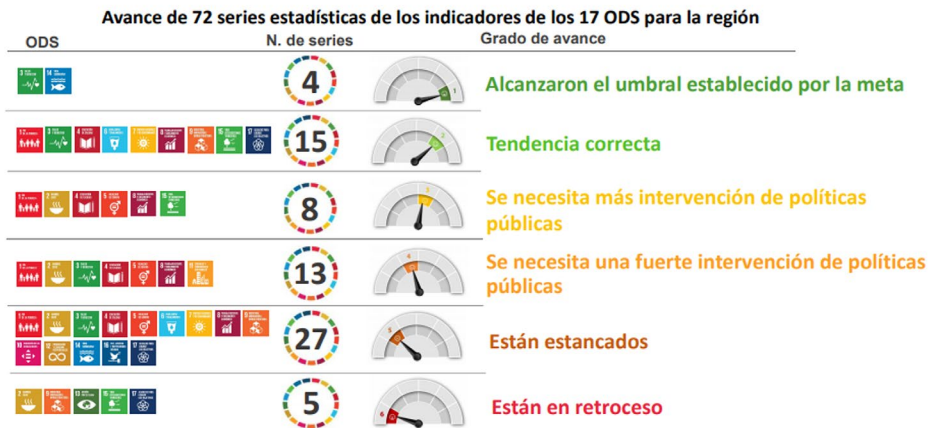 Avance de 72 series estadísticas de los indicadores de los 17 ODS para la región
ODS N. de series Grado de avance
4 Alcanzaron el umbral establecido por la meta
15 Tendencia correcta
8 Se necesita más intervención de políticas
públicas
13 Se necesita una fuerte intervención de políticas
públicas
27 Están estancados
5 Están en retroceso